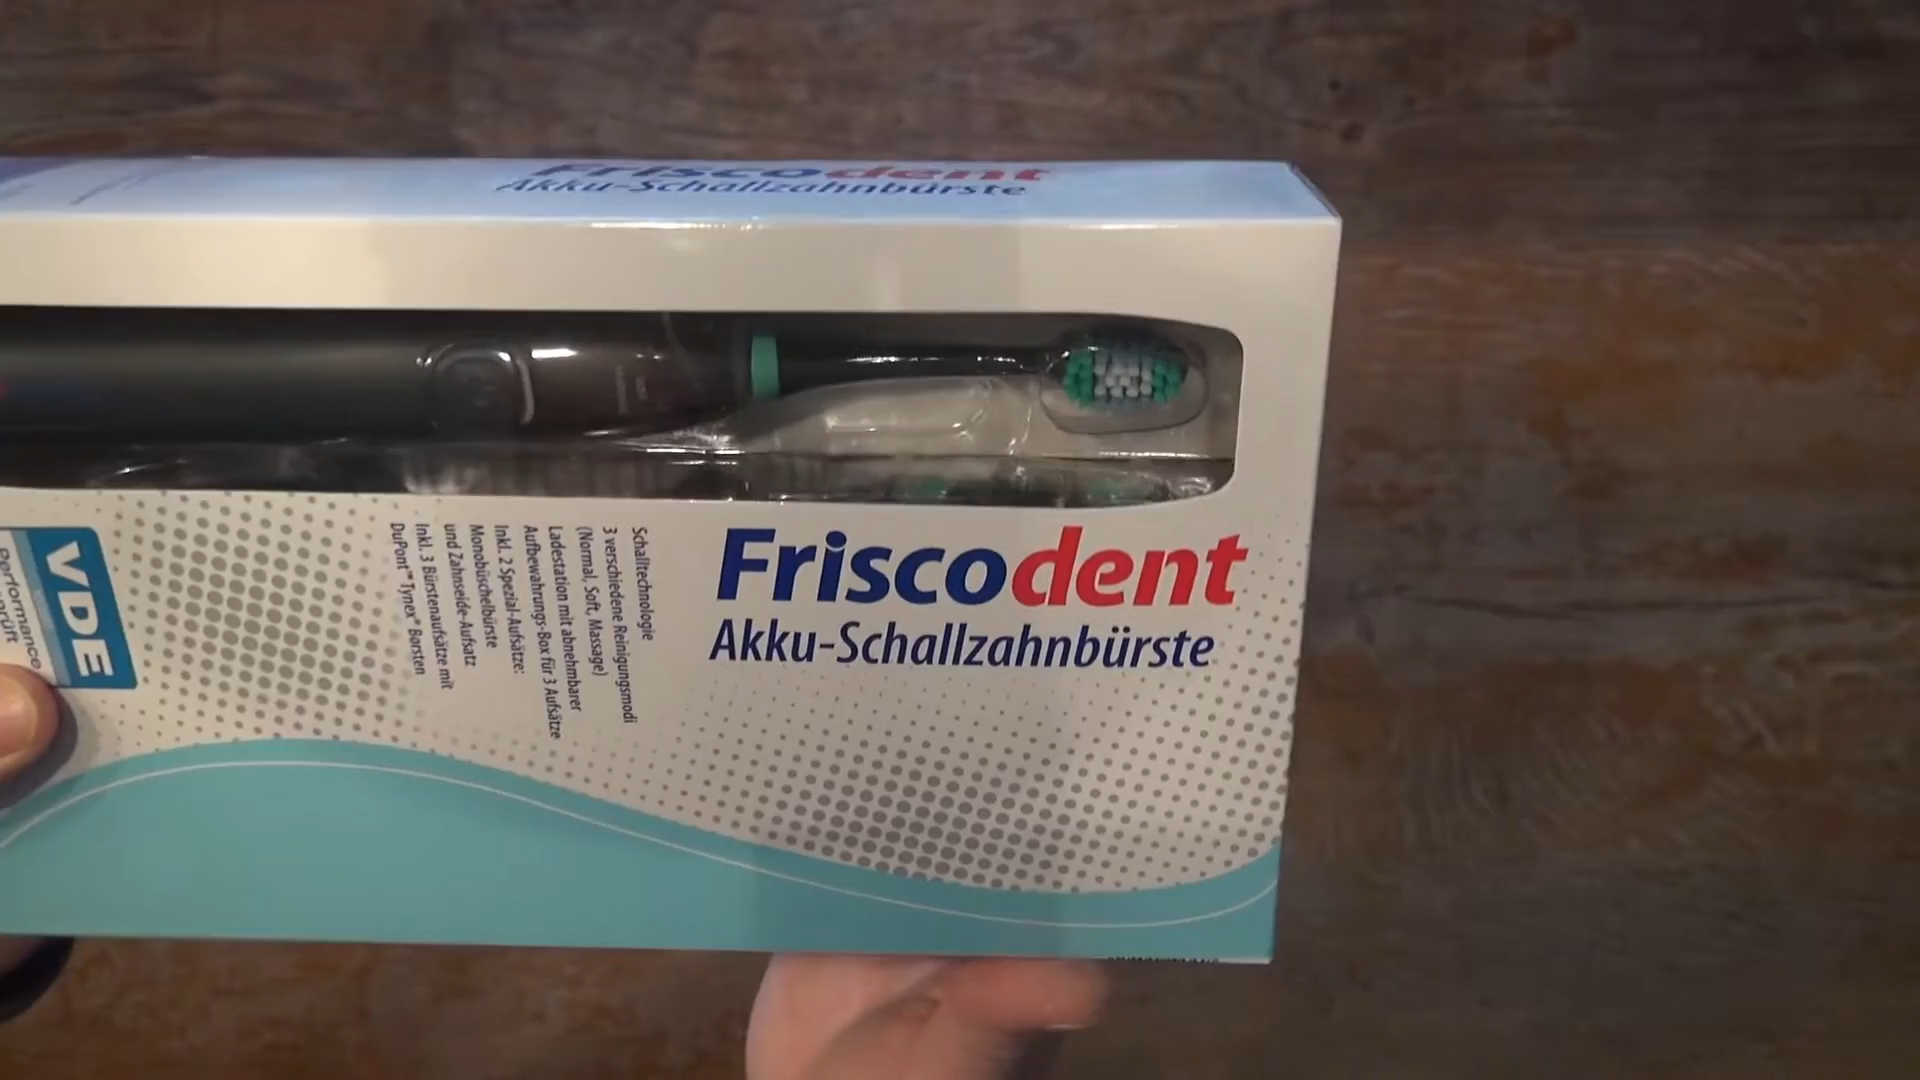 Friscodent
Akku-Schallzahnbürste
Friscodent
Akku-Schallzahnbürste
Schalltechnologie
3 verschiedene Reinigungsmodi
(Normal, Soft, Massage)
Ladestation mit abnehmbarer
Aufbewahrungs-Box für 3 Aufsätze
Inkl. 2 Spezial-Aufsätze:
Monobüschelbürste
und Zahnseide-Aufsatz
Inkl. 3 Bürstenaufsätze mit
DuPont™ Tynex® Borsten
VDE
Performance